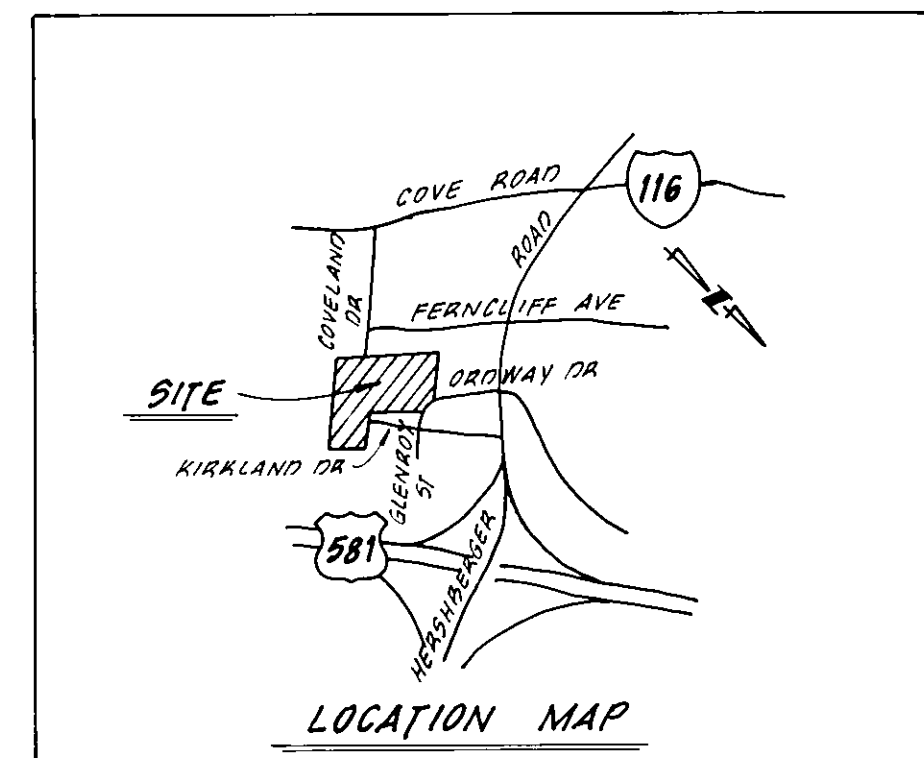 COVE ROAD
116
ROAD
COVELAND
DR
N
FERNCLIFF AVE
SITE
ORDWAY DR
KIRKLAND DR
GLENROX
ST
581
HERSHBERGER
LOCATION MAP